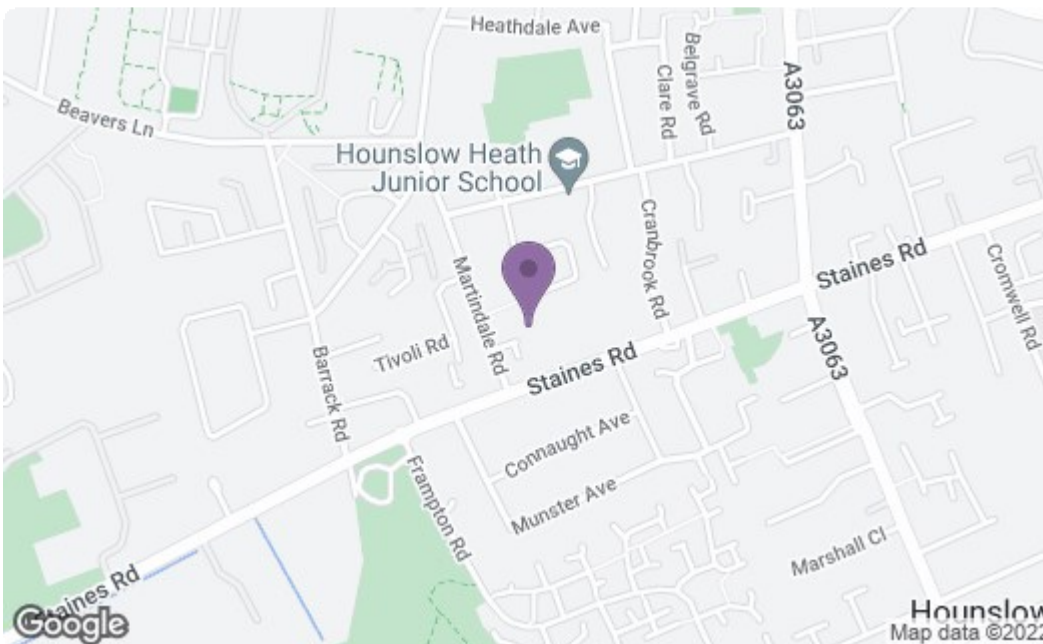 Heathdale Ave
Belgrave Rd
Clare Rd
A3063
Beavers Ln
Hounslow Heath
Junior School
Cranbrook Rd
Staines Rd
Cromwell Rd
Martindale Rd
Tivoli Rd
A3063
Staines Rd
Barrack Rd
Connaught Ave
Frampton Rd
Munster Ave
Marshall Cl
Staines Rd
Hounslow
Google
Map data ©2022